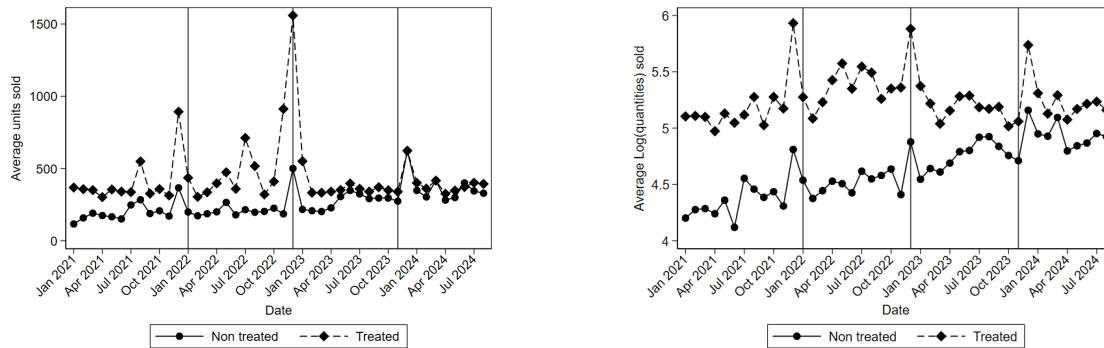 Average units sold
1500
1000
500
0
Jan 2021
Apr 2021
Jul 2021
Oct 2021
Jan 2022
Apr 2022
Jul 2022
Oct 2022
Jan 2023
Apr 2023
Jul 2023
Oct 2023
Jan 2024
Apr 2024
Jul 2024
Date
Non treated
Treated
Average Log(quantities) sold
6
5.5
5
4.5
4
Jan 2021
Apr 2021
Jul 2021
Oct 2021
Jan 2022
Apr 2022
Jul 2022
Oct 2022
Jan 2023
Apr 2023
Jul 2023
Oct 2023
Jan 2024
Apr 2024
Jul 2024
Date
Non treated
Treated